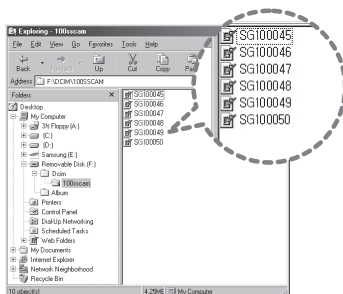 Exploring - 100sscam
File Edit View Go Favorites Tools Help
Back Forward Up Cut Copy
Address F:\DCIM\100SSCAM
Folders
Desktop
My Computer
3½ Floppy (A:)
(C:)
(D:)
Samsung (E:)
Removable Disk (F:)
Dcim
100sscam
Album
Printers
Control Panel
Dial-Up Networking
Scheduled Tasks
Web Folders
My Documents
Internet Explorer
Network Neighborhood
Recycle Bin
SG100045
SG100046
SG100047
SG100048
SG100049
SG100050
SG100045
SG100046
SG100047
SG100048
SG100049
SG100050
10 object(s) 4.25ME My Computer